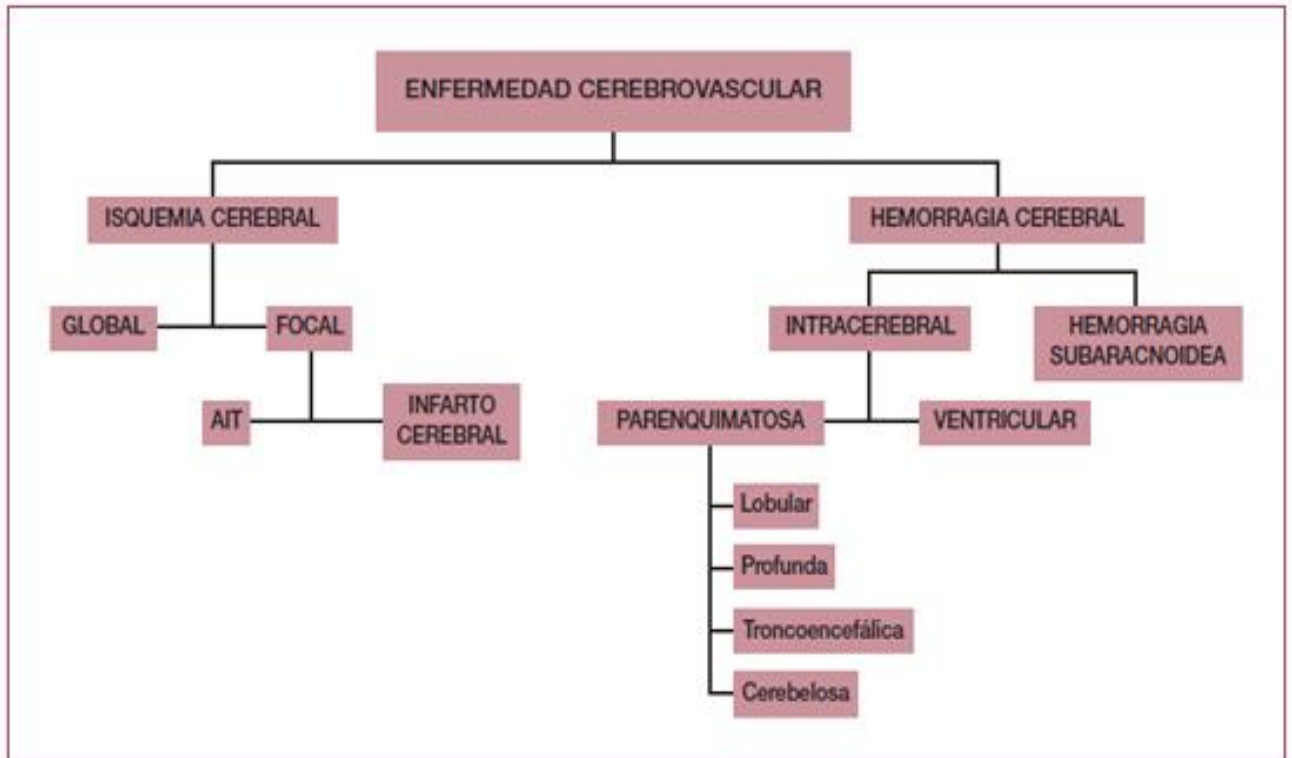 ENFERMEDAD CEREBROVASCULAR
ISQUEMIA CEREBRAL
HEMORRAGIA CEREBRAL
GLOBAL
FOCAL
INTRACEREBRAL
HEMORRAGIA
SUBARACNOIDEA
AIT
INFARTO
CEREBRAL
PARENQUIMATOSA
VENTRICULAR
Lobular
Profunda
Troncoencefálica
Cerebelosa